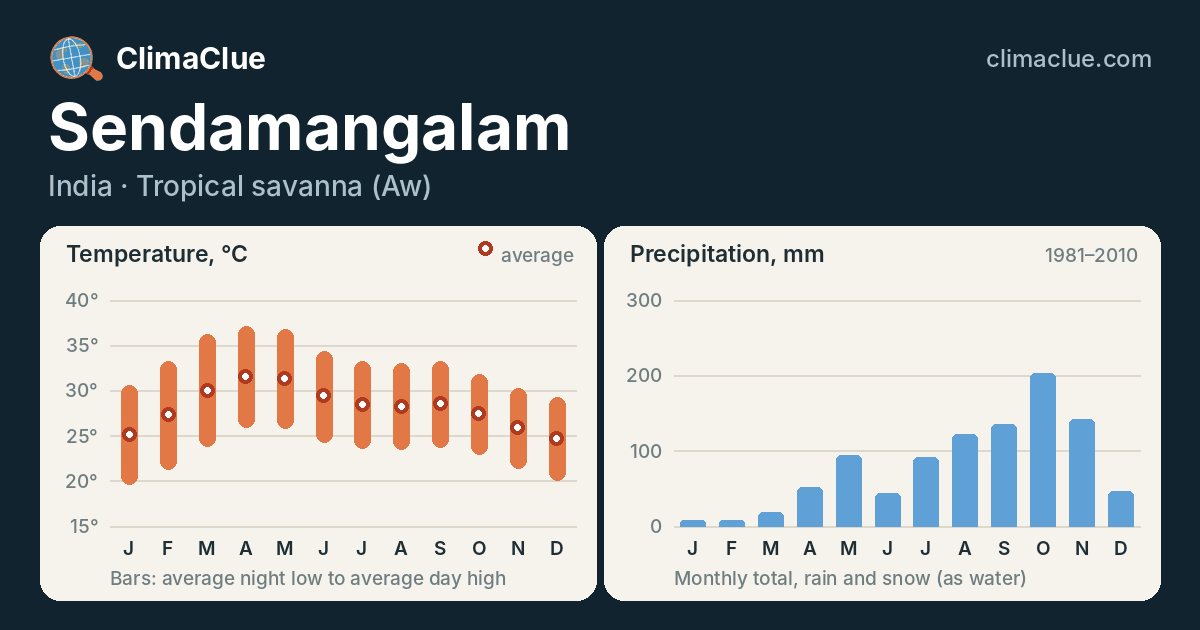 ClimaClue
climaclue.com
Sendamangalam
India · Tropical savanna (Aw)
Temperature, °C
average
40°
35°
30°
25°
20°
15°
J F M A M J J A S O N D
Bars: average night low to average day high
Precipitation, mm
1981–2010
300
200
100
0
J F M A M J J A S O N D
Monthly total, rain and snow (as water)